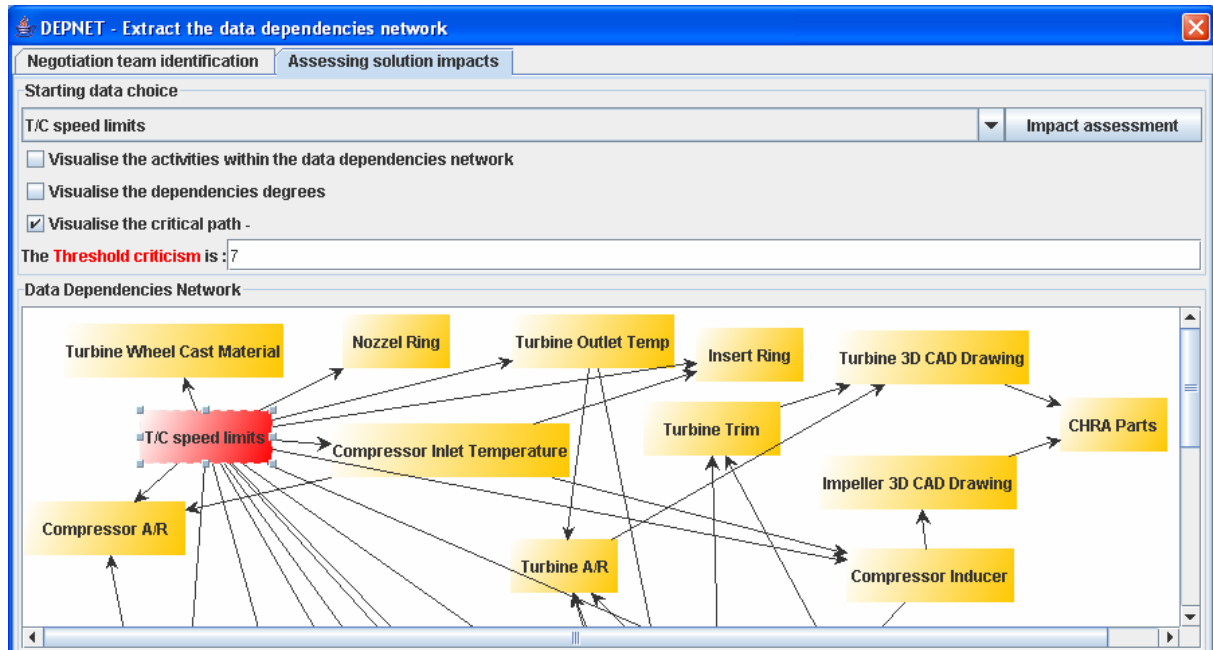 DEPNET - Extract the data dependencies network
Negotiation team identification
Assessing solution impacts
Starting data choice
T/C speed limits
Impact assessment
Visualise the activities within the data dependencies network
Visualise the dependencies degrees
Visualise the critical path -
The Threshold criticism is : 7
Data Dependencies Network
Turbine Wheel Cast Material
Nozzel Ring
Turbine Outlet Temp
Insert Ring
Turbine 3D CAD Drawing
T/C speed limits
Compressor Inlet Temperature
Turbine Trim
CHRA Parts
Impeller 3D CAD Drawing
Compressor A/R
Turbine A/R
Compressor Inducer